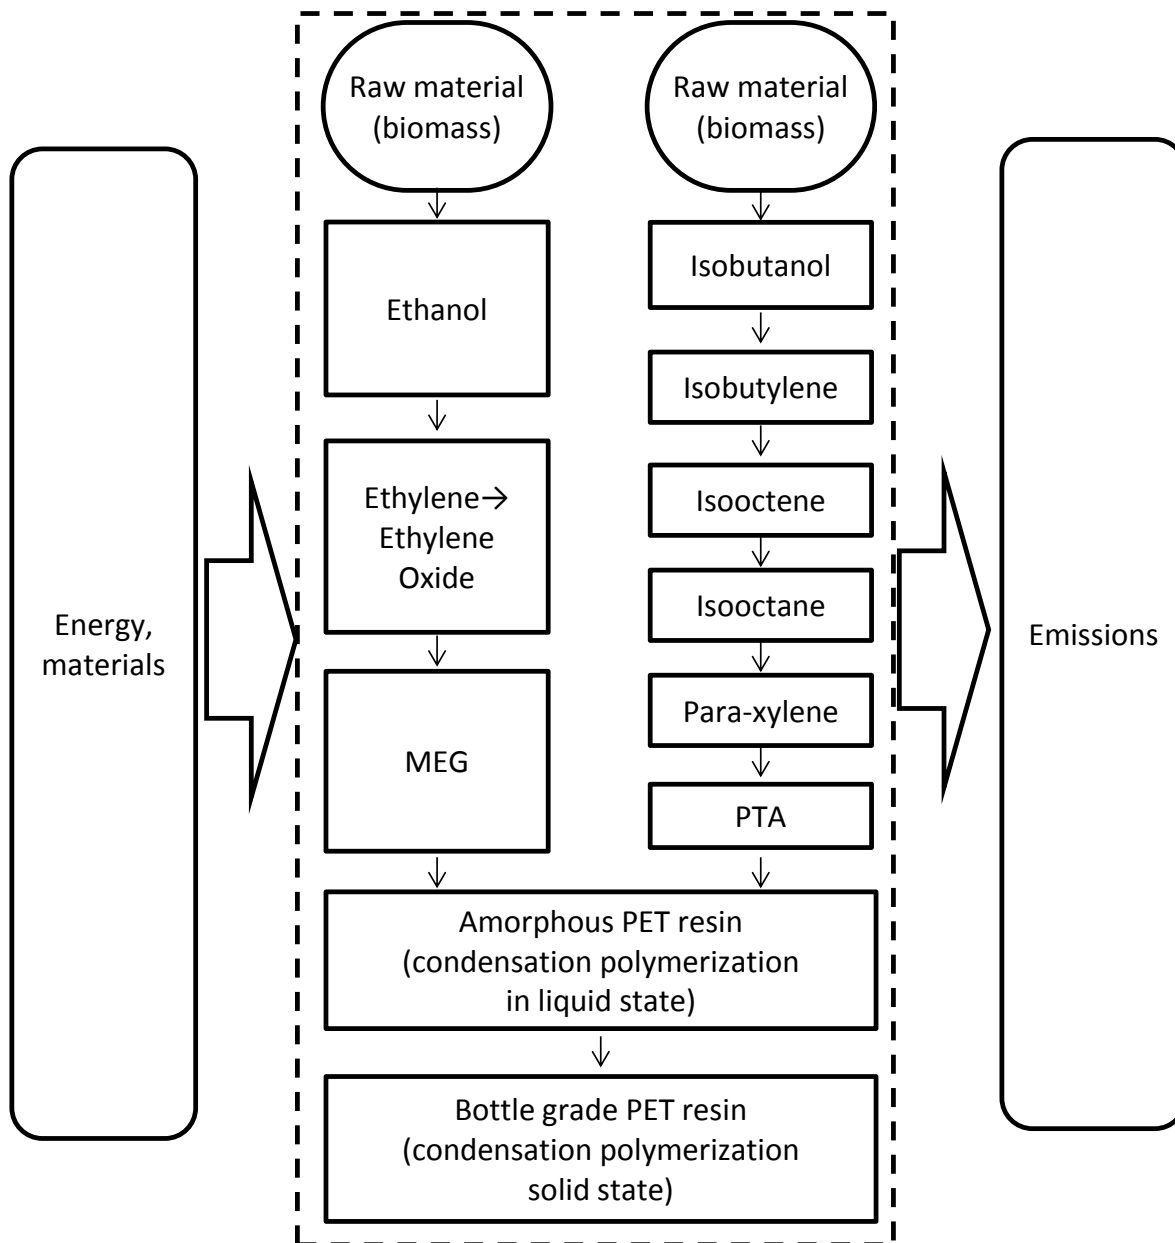 Raw material
(biomass)
Raw material
(biomass)
Ethanol
Isobutanol
Isobutylene
Ethylene→
Ethylene
Oxide
Isooctene
Isooctane
Energy,
materials
Emissions
MEG
Para-xylene
PTA
Amorphous PET resin
(condensation polymerization
in liquid state)
Bottle grade PET resin
(condensation polymerization
solid state)